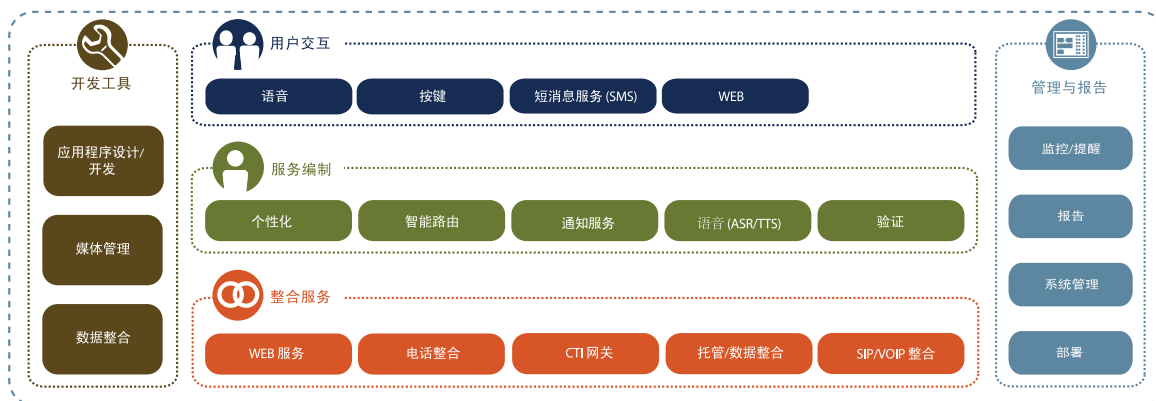 开发工具
应用程序设计/
开发
媒体管理
数据整合
用户交互
语音
按键
短消息服务 (SMS)
WEB
服务编制
个性化
智能路由
通知服务
语音 (ASR/TTS)
验证
整合服务
WEB 服务
电话整合
CTI 网关
托管/数据整合
SIP/VOIP 整合
管理与报告
监控/提醒
报告
系统管理
部署